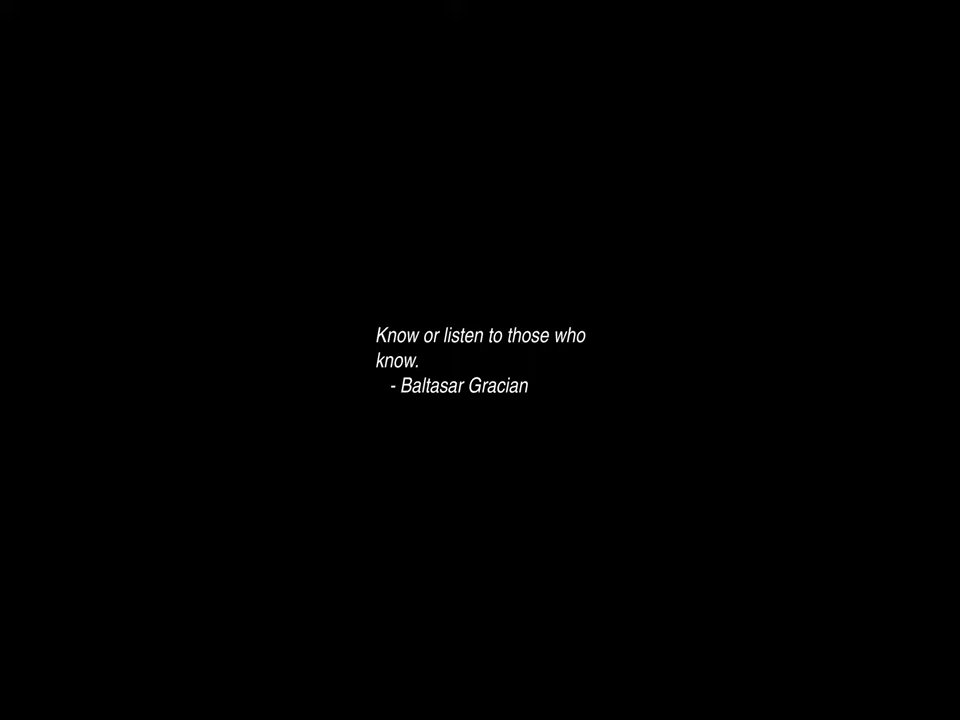 Know or listen to those who
know.
- Baltasar Gracian